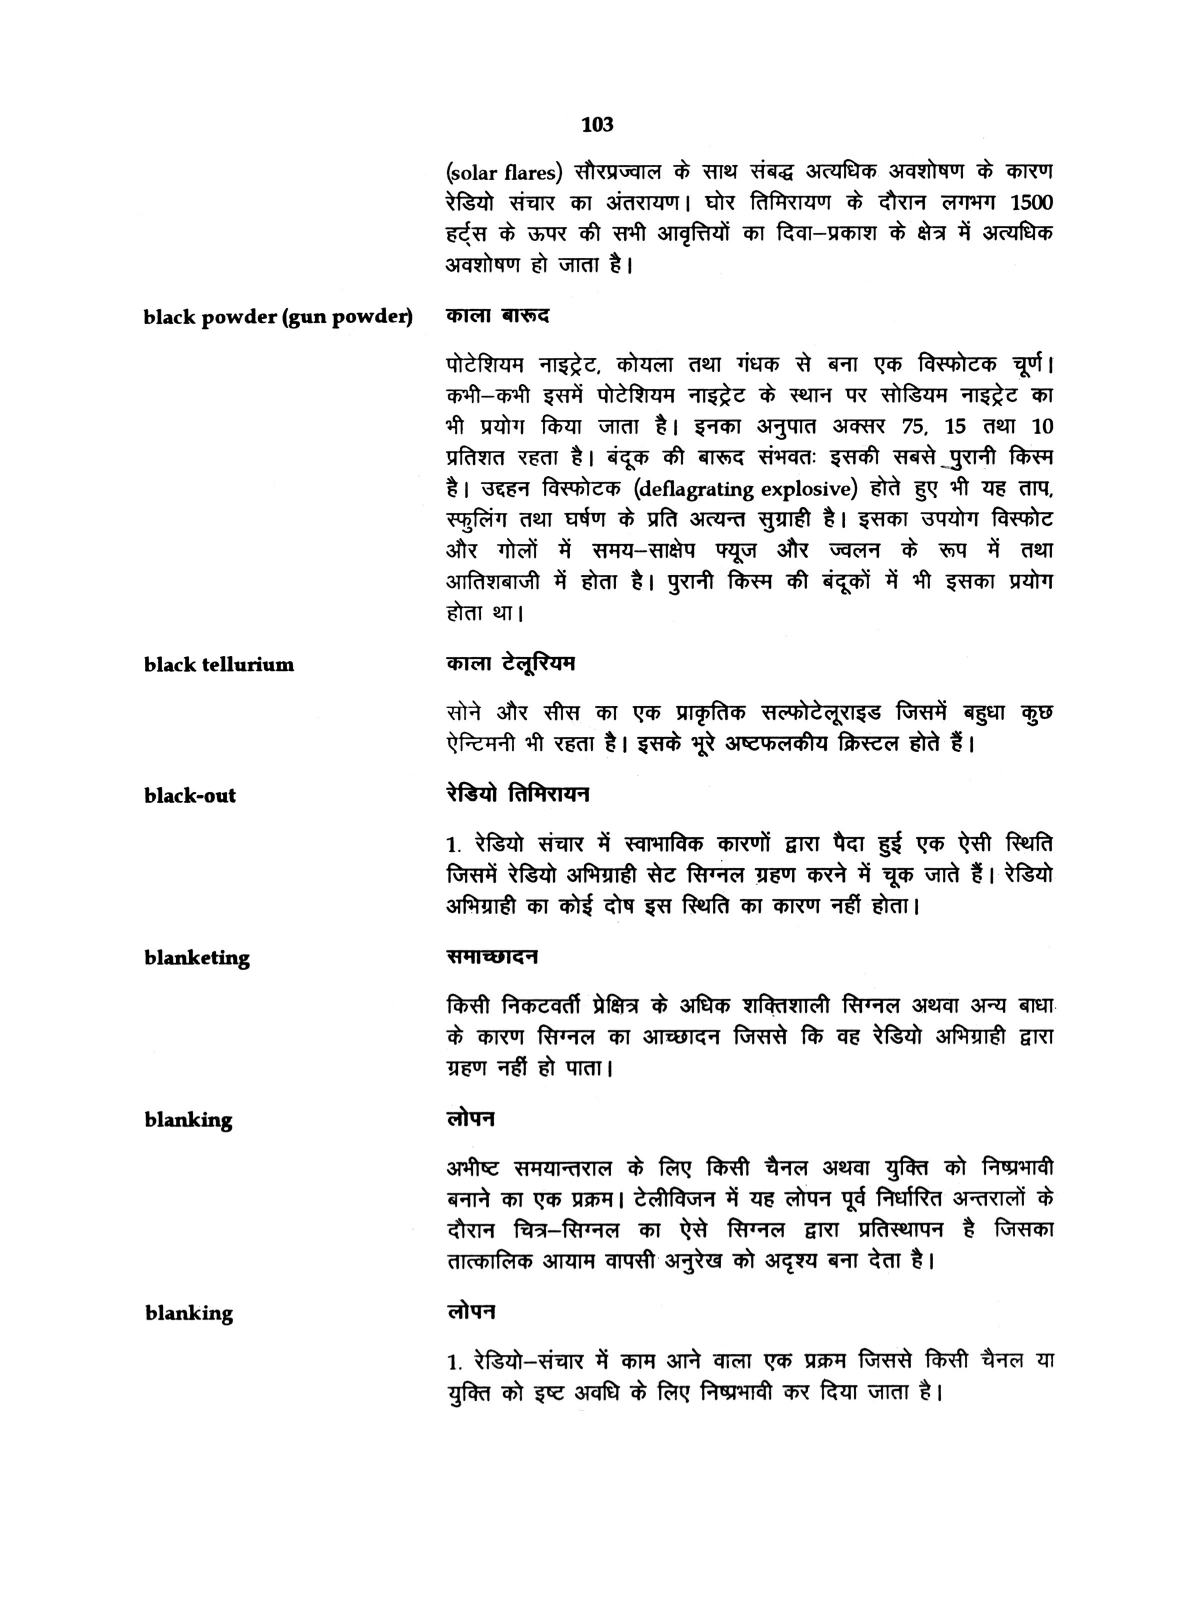 103
(solar flares) सौरप्रज्वाल के साथ संबद्ध अत्यधिक अवशोषण के कारण
रेडियो संचार का अंतरायण। घोर तिमिरायण के दौरान लगभग 1500
हर्ट्स के ऊपर की सभी आवृत्तियों का दिवा–प्रकाश के क्षेत्र में अत्यधिक
अवशोषण हो जाता है।
black powder (gun powder) काला बारूद
पोटेशियम नाइट्रेट, कोयला तथा गंधक से बना एक विस्फोटक चूर्ण।
कभी–कभी इसमें पोटेशियम नाइट्रेट के स्थान पर सोडियम नाइट्रेट का
भी प्रयोग किया जाता है। इनका अनुपात अक्सर 75, 15 तथा 10
प्रतिशत रहता है। बंदूक की बारूद संभवतः इसकी सबसे पुरानी किस्म
है। उद्दहन विस्फोटक (deflagrating explosive) होते हुए भी यह ताप,
स्फुलिंग तथा घर्षण के प्रति अत्यन्त सुग्राही है। इसका उपयोग विस्फोट
और गोलों में समय–साक्षेप फ्यूज और ज्वलन के रूप में तथा
आतिशबाजी में होता है। पुरानी किस्म की बंदूकों में भी इसका प्रयोग
होता था।
black tellurium काला टेलूरियम
सोने और सीस का एक प्राकृतिक सल्फोटेलूराइड जिसमें बहुधा कुछ
ऐन्टिमनी भी रहता है। इसके भूरे अष्टफलकीय क्रिस्टल होते हैं।
black-out रेडियो तिमिरायन
1. रेडियो संचार में स्वाभाविक कारणों द्वारा पैदा हुई एक ऐसी स्थिति
जिसमें रेडियो अभिग्राही सेट सिग्नल ग्रहण करने में चूक जाते हैं। रेडियो
अभिग्राही का कोई दोष इस स्थिति का कारण नहीं होता।
blanketing समाच्छादन
किसी निकटवर्ती प्रेक्षित्र के अधिक शक्तिशाली सिग्नल अथवा अन्य बाधा
के कारण सिग्नल का आच्छादन जिससे कि वह रेडियो अभिग्राही द्वारा
ग्रहण नहीं हो पाता।
blanking लोपन
अभीष्ट समयान्तराल के लिए किसी चैनल अथवा युक्ति को निष्प्रभावी
बनाने का एक प्रक्रम। टेलीविजन में यह लोपन पूर्व निर्धारित अन्तरालों के
दौरान चित्र–सिग्नल का ऐसे सिग्नल द्वारा प्रतिस्थापन है जिसका
तात्कालिक आयाम वापसी अनुरेख को अदृश्य बना देता है।
blanking लोपन
1. रेडियो–संचार में काम आने वाला एक प्रक्रम जिससे किसी चैनल या
युक्ति को इष्ट अवधि के लिए निष्प्रभावी कर दिया जाता है।